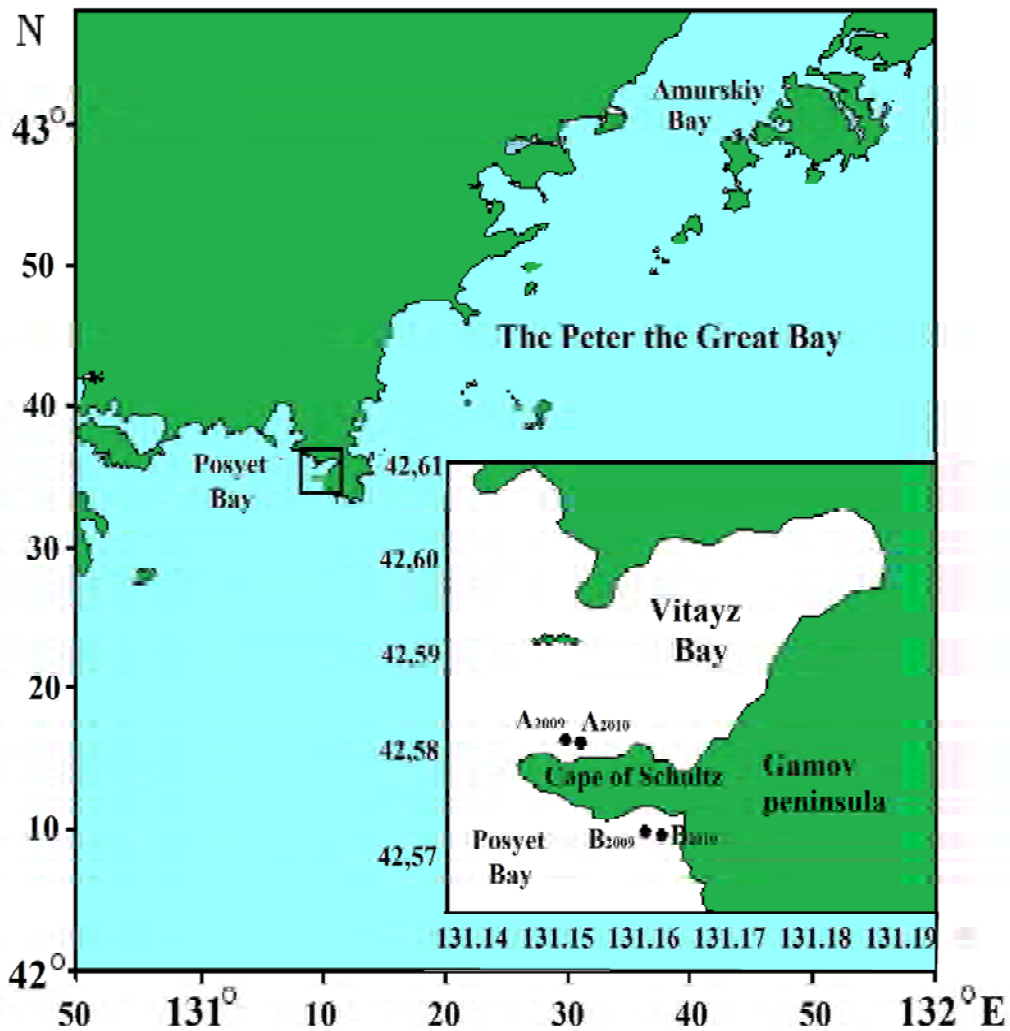 N
Amurskiy
Bay
43°
50
The Peter the Great Bay
40
Posyet
Bay
42,61
30
42,60
Vitayz
Bay
42,59
20
A2009 A2010
42,58
Cape of Schultz
Gamov
peninsula
10
B2009 B2010
42,57
Posyet
Bay
131.14 131.15 131.16 131.17 131.18 131.19
42°
50 131° 10 20 30 40 50 132°E